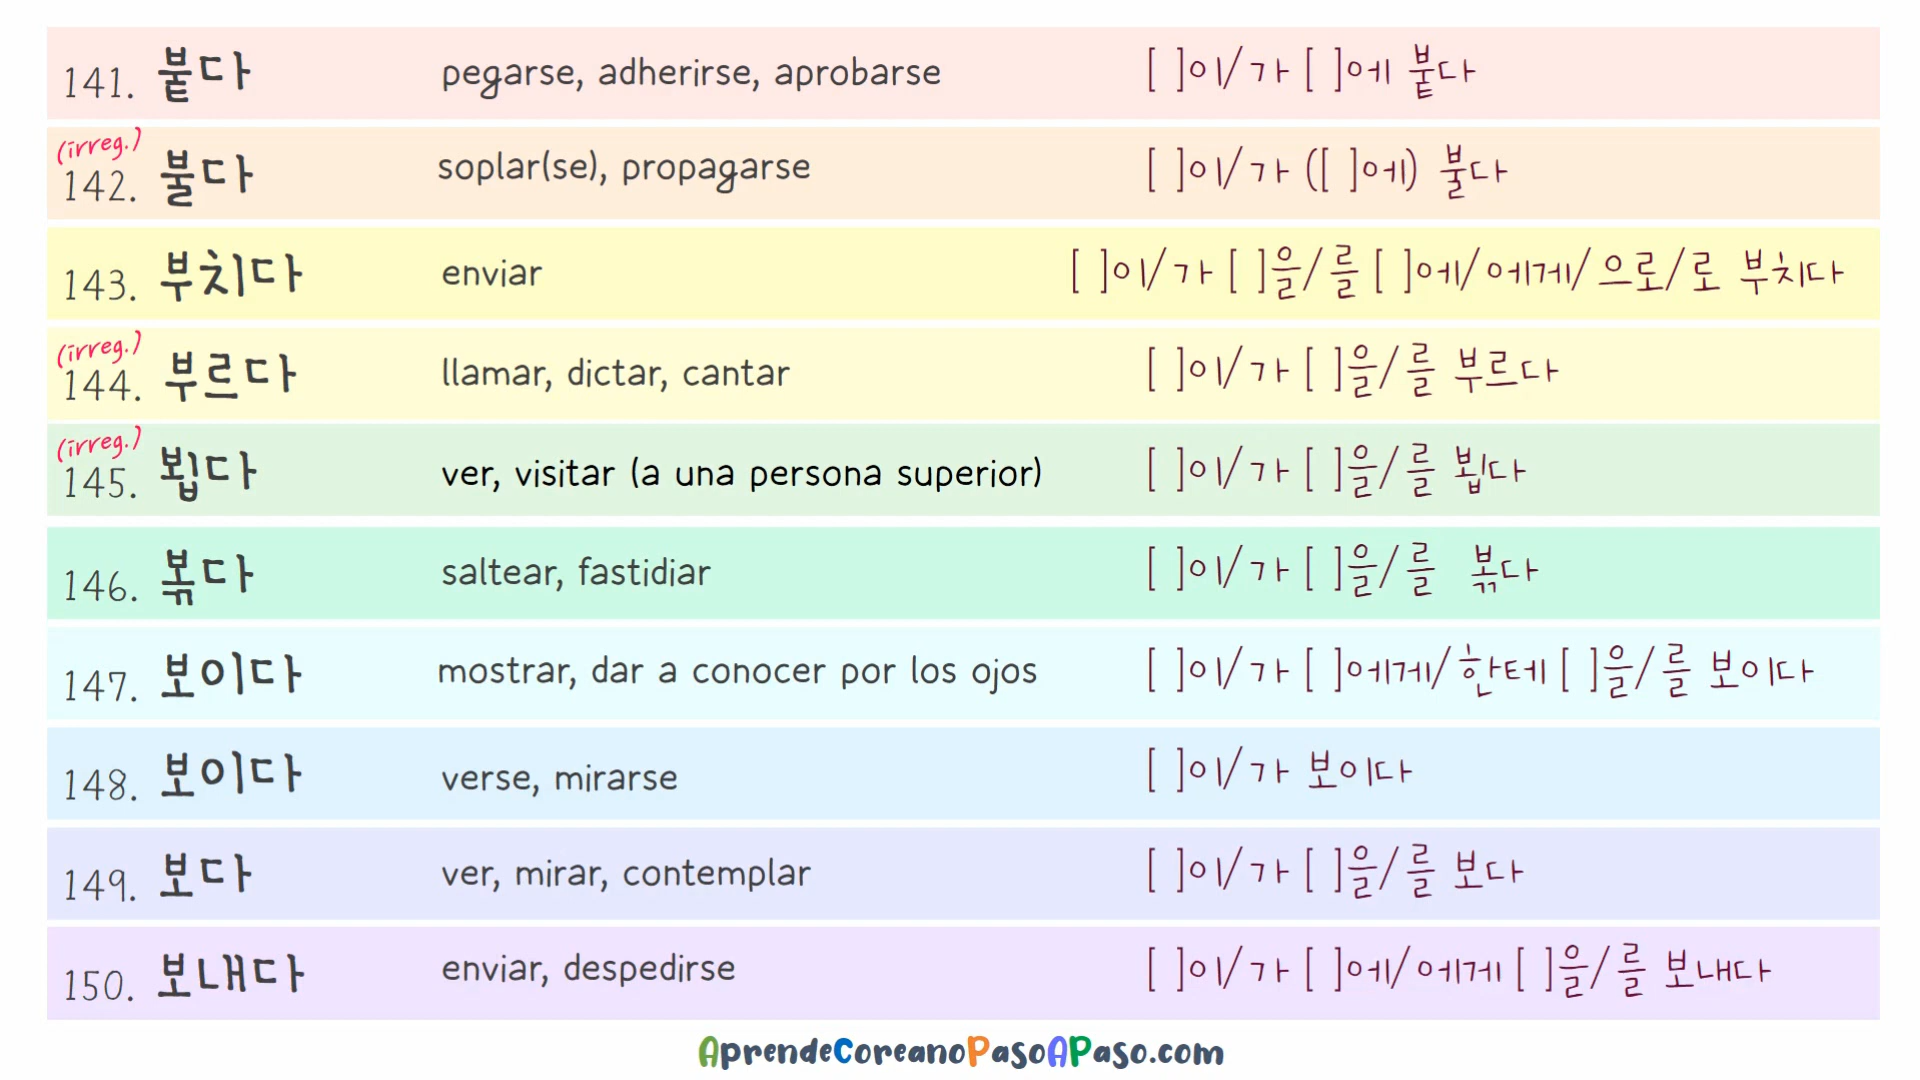 141. 붙다 pegarse, adherirse, aprobarse [ ]이/가 [ ]에 붙다
(irreg.)
142. 불다 soplar(se), propagarse [ ]이/가 ([ ]에) 불다
143. 부치다 enviar [ ]이/가 [ ]을/를 [ ]에/에게/으로/로 부치다
(irreg.)
144. 부르다 llamar, dictar, cantar [ ]이/가 [ ]을/를 부르다
(irreg.)
145. 뵙다 ver, visitar (a una persona superior) [ ]이/가 [ ]을/를 뵙다
146. 볶다 saltear, fastidiar [ ]이/가 [ ]을/를 볶다
147. 보이다 mostrar, dar a conocer por los ojos [ ]이/가 [ ]에게/한테 [ ]을/를 보이다
148. 보이다 verse, mirarse [ ]이/가 보이다
149. 보다 ver, mirar, contemplar [ ]이/가 [ ]을/를 보다
150. 보내다 enviar, despedirse [ ]이/가 [ ]에/에게 [ ]을/를 보내다
AprendeCoreanoPasoAPaso.com